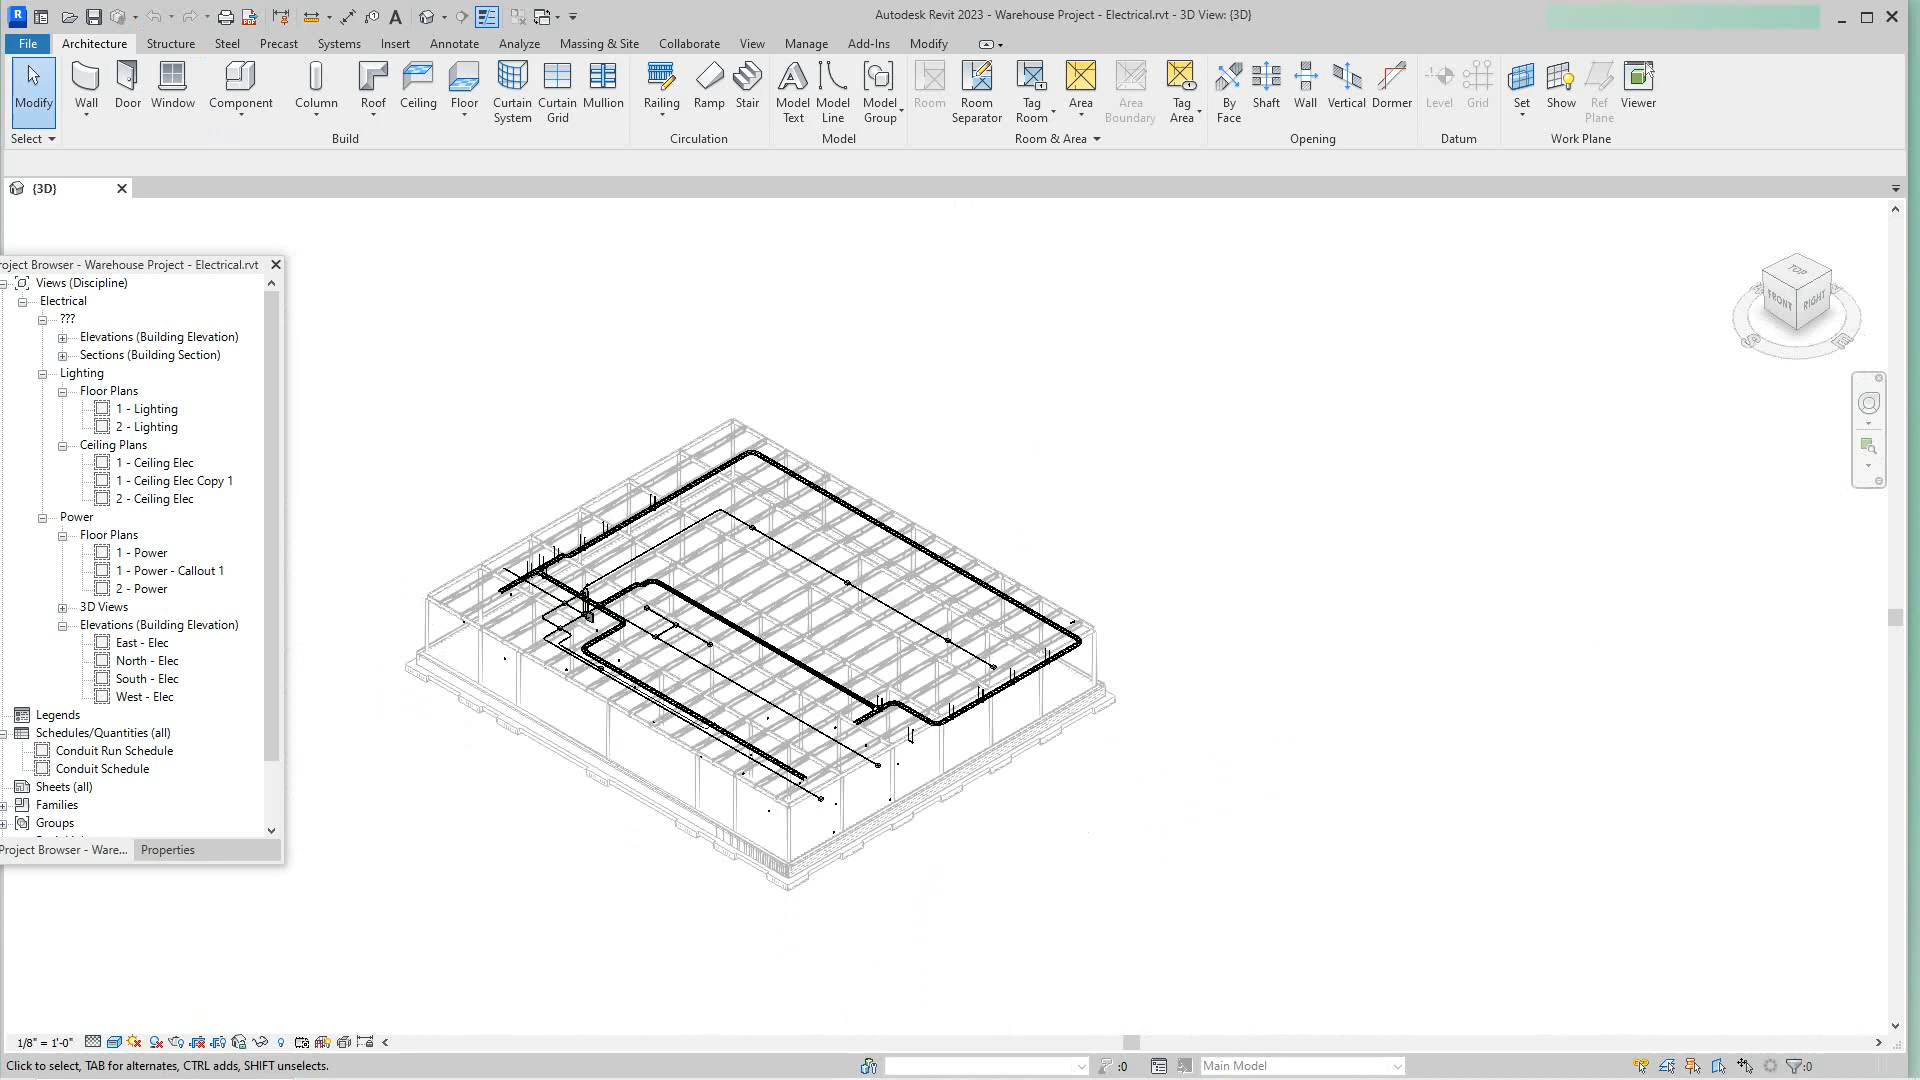 Autodesk Revit 2023 - Warehouse Project - Electrical.rvt - 3D View: {3D}
File Architecture Structure Steel Precast Systems Insert Annotate Analyze Massing & Site Collaborate View Manage Add-Ins Modify
Modify Wall Door Window Component Column Roof Ceiling Floor Curtain System Curtain Grid Mullion Railing Ramp Stair Model Text Model Line Model Group Room Room Separator Tag Room Area Area Boundary Tag Area By Face Shaft Wall Vertical Dormer Level Grid Set Show Ref Plane Viewer
Select Build Circulation Model Room & Area Opening Datum Work Plane
{3D}
TOP
FRONT RIGHT
roject Browser - Warehouse Project - Electrical.rvt
Views (Discipline)
Electrical
???
Elevations (Building Elevation)
Sections (Building Section)
Lighting
Floor Plans
1 - Lighting
2 - Lighting
Ceiling Plans
1 - Ceiling Elec
1 - Ceiling Elec Copy 1
2 - Ceiling Elec
Power
Floor Plans
1 - Power
1 - Power - Callout 1
2 - Power
3D Views
Elevations (Building Elevation)
East - Elec
North - Elec
South - Elec
West - Elec
Legends
Schedules/Quantities (all)
Conduit Run Schedule
Conduit Schedule
Sheets (all)
Families
Groups
Project Browser - Ware... Properties
1/8" = 1'-0"
Click to select, TAB for alternates, CTRL adds, SHIFT unselects. :0 Main Model :0